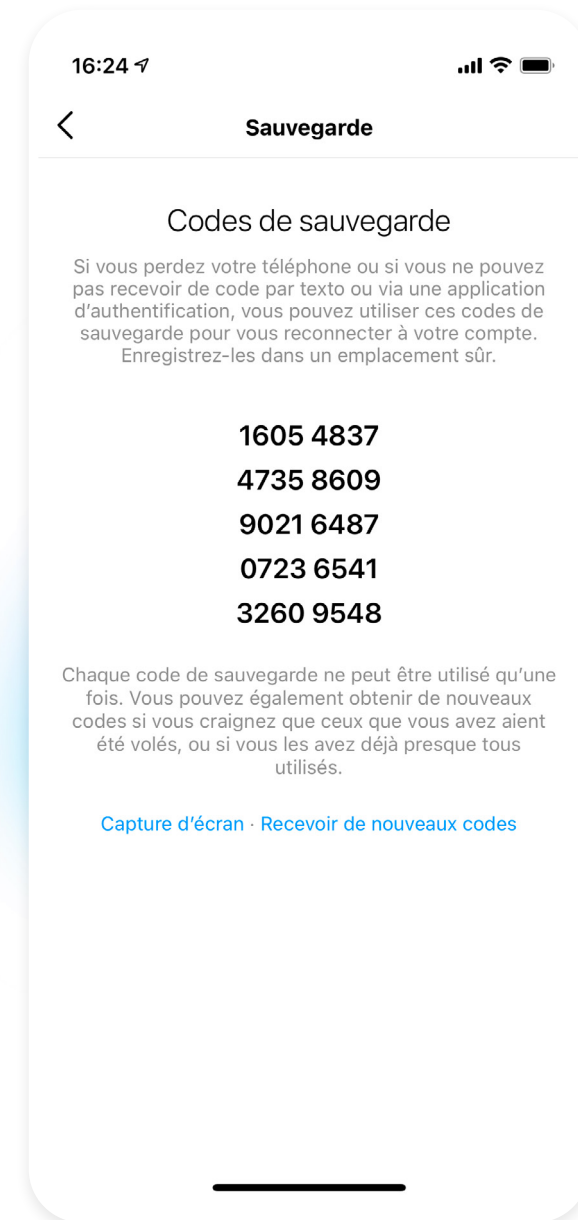 16:24
Sauvegarde
Codes de sauvegarde
Si vous perdez votre téléphone ou si vous ne pouvez
pas recevoir de code par texto ou via une application
d’authentification, vous pouvez utiliser ces codes de
sauvegarde pour vous reconnecter à votre compte.
Enregistrez-les dans un emplacement sûr.
1605 4837
4735 8609
9021 6487
0723 6541
3260 9548
Chaque code de sauvegarde ne peut être utilisé qu’une
fois. Vous pouvez également obtenir de nouveaux
codes si vous craignez que ceux que vous avez aient
été volés, ou si vous les avez déjà presque tous
utilisés.
Capture d’écran · Recevoir de nouveaux codes